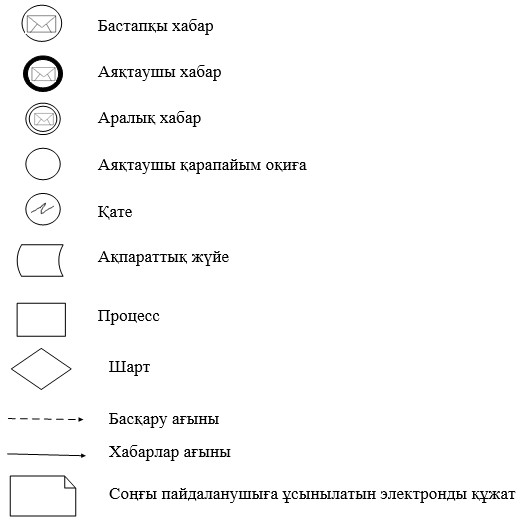 Бастапқы хабар
Аяқтаушы хабар
Аралық хабар
Аяқтаушы қарапайым оқиға
Қате
Ақпараттық жүйе
Процесс
Шарт
Басқару ағыны
Хабарлар ағыны
Соңғы пайдаланушыға ұсынылатын электронды құжат